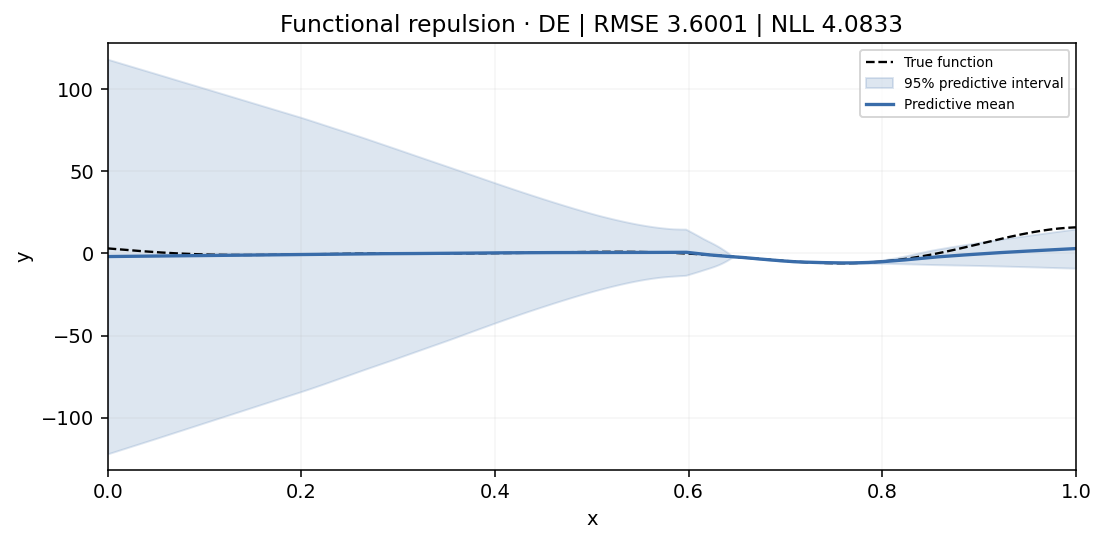 Functional repulsion · DE | RMSE 3.6001 | NLL 4.0833
True function
95% predictive interval
Predictive mean
100
50
0
−50
−100
y
0.0 0.2 0.4 0.6 0.8 1.0
x